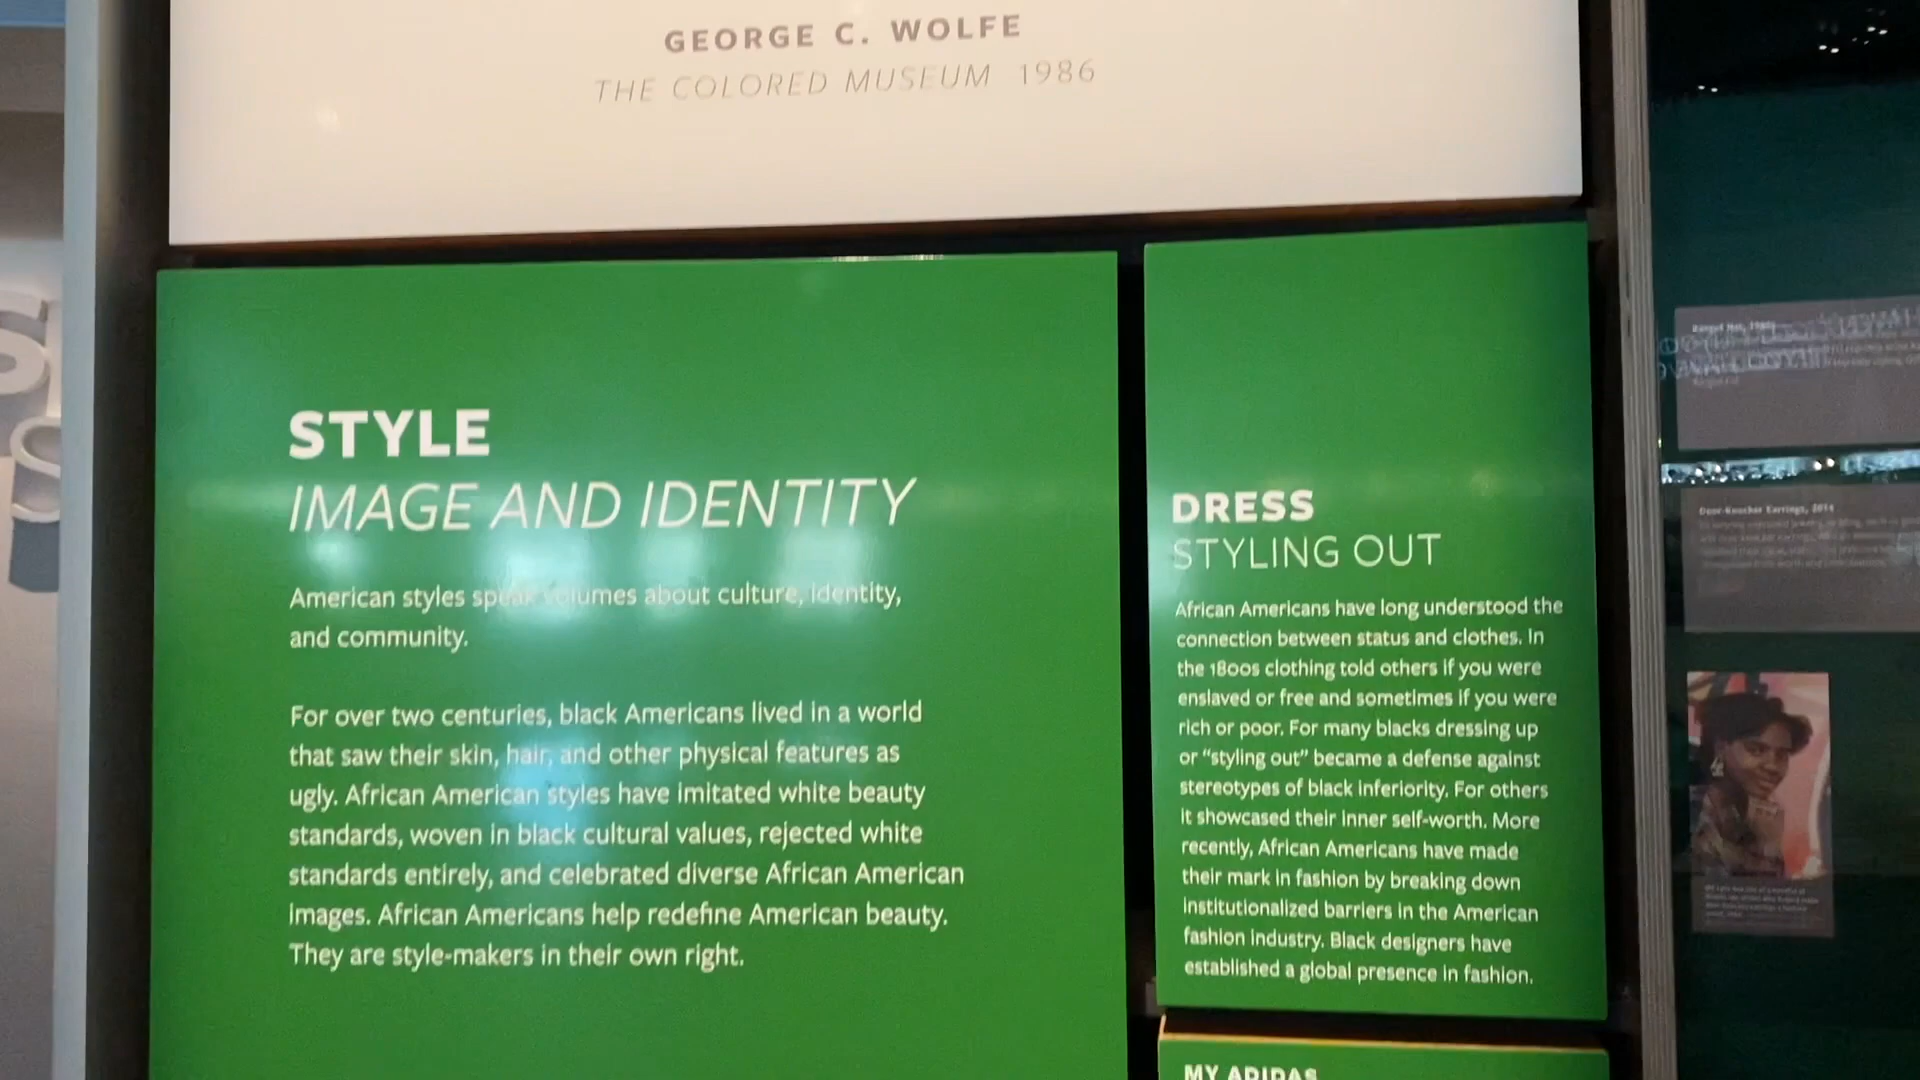 GEORGE C. WOLFE
THE COLORED MUSEUM 1986
STYLE
IMAGE AND IDENTITY
American styles speak volumes about culture, identity,
and community.
For over two centuries, black Americans lived in a world
that saw their skin, hair, and other physical features as
ugly. African American styles have imitated white beauty
standards, woven in black cultural values, rejected white
standards entirely, and celebrated diverse African American
images. African Americans help redefine American beauty.
They are style-makers in their own right.
DRESS
STYLING OUT
African Americans have long understood the
connection between status and clothes. In
the 1800s clothing told others if you were
enslaved or free and sometimes if you were
rich or poor. For many blacks dressing up
or “styling out” became a defense against
stereotypes of black inferiority. For others
it showcased their inner self-worth. More
recently, African Americans have made
their mark in fashion by breaking down
institutionalized barriers in the American
fashion industry. Black designers have
established a global presence in fashion.
MY ADIDAS
Door-Knocker Earrings, 2014